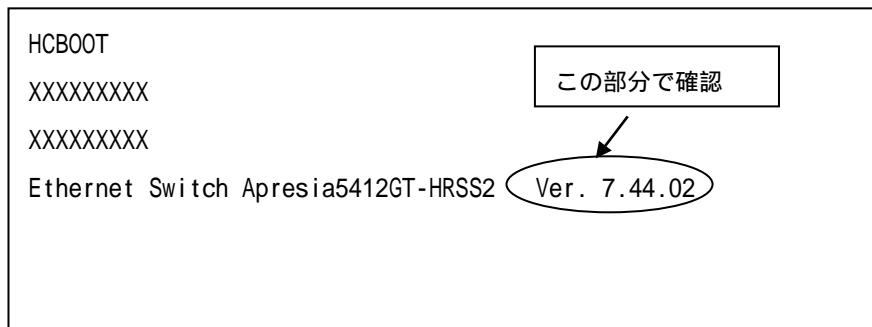 HCBOOT
この部分で確認
XXXXXXXXX
XXXXXXXXX
Ethernet Switch Apresia5412GT-HRSS2 Ver. 7.44.02